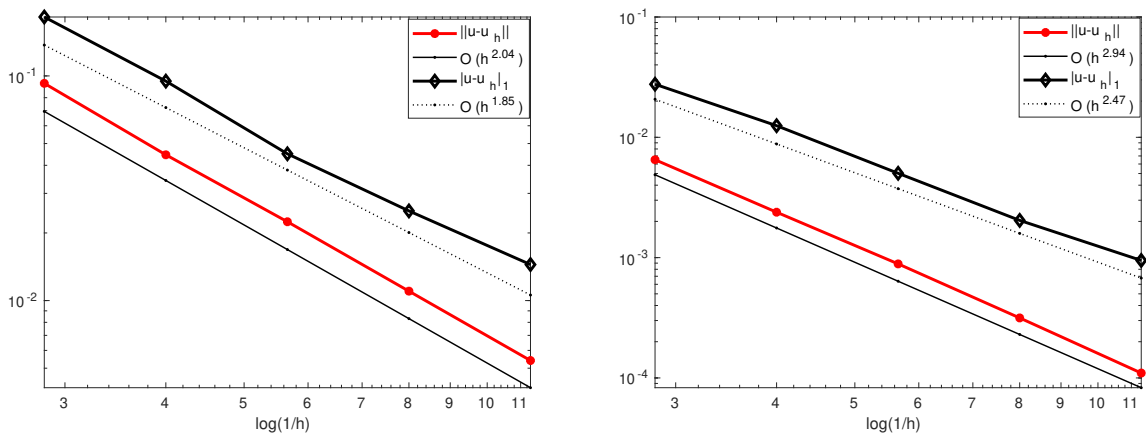 10^-1
10^-2
3 4 5 6 7 8 9 10 11
log(1/h)
||u-u_h||
O (h^2.04)
|u-u_h|_1
O (h^1.85)
10^-1
10^-2
10^-3
10^-4
3 4 5 6 7 8 9 10 11
log(1/h)
||u-u_h||
O (h^2.94)
|u-u_h|_1
O (h^2.47)